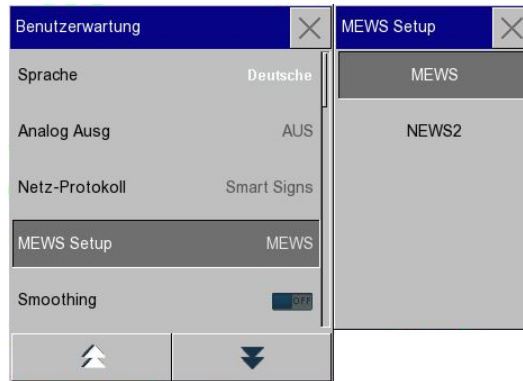 Benutzerwartung
Sprache Deutsche
Analog Ausg AUS
Netz-Protokoll Smart Signs
MEWS Setup MEWS
Smoothing OFF
MEWS Setup
MEWS
NEWS2